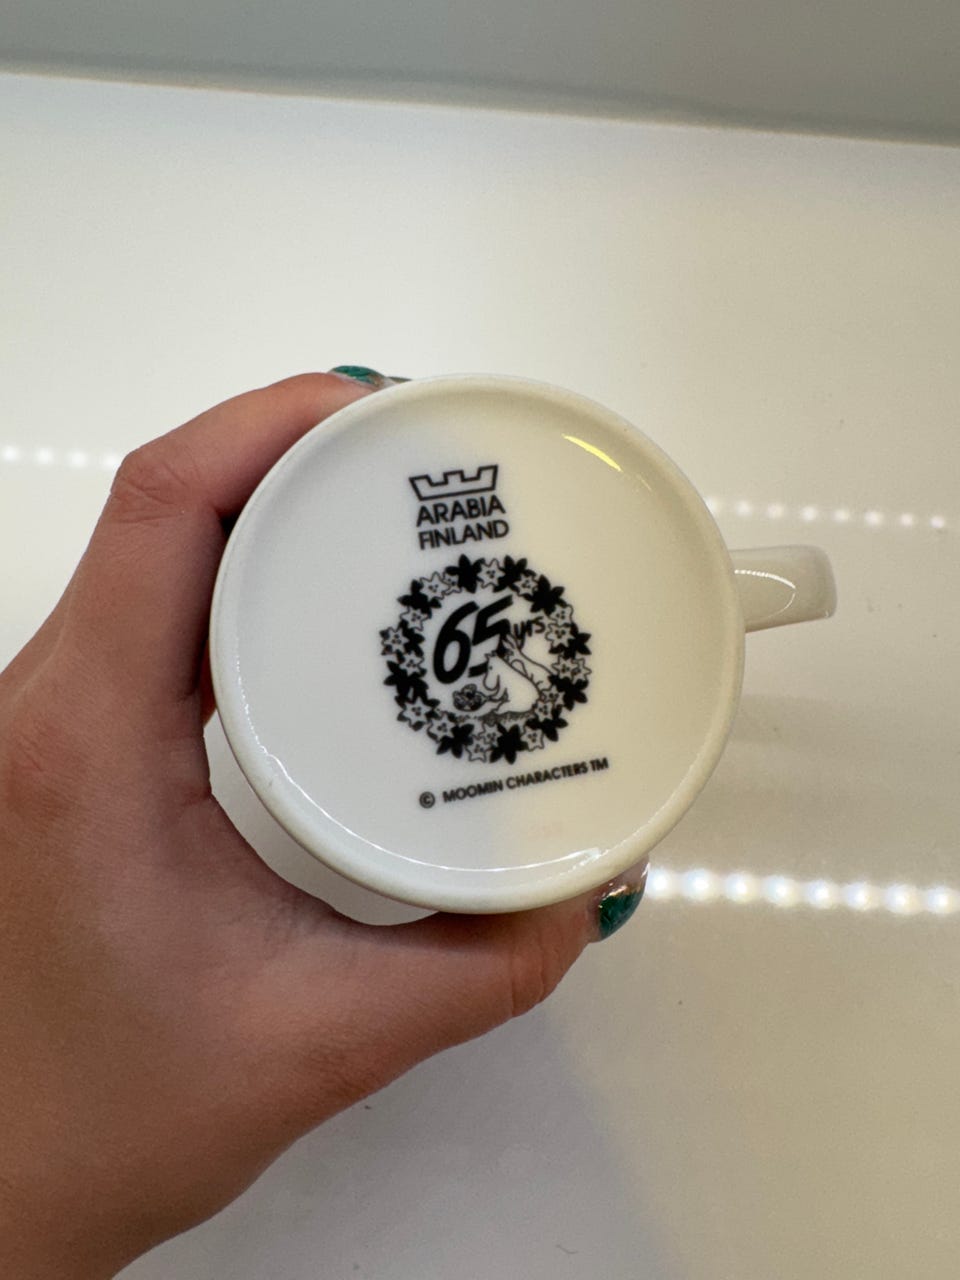 ARABIA
FINLAND
65 yrs
© MOOMIN CHARACTERS TM